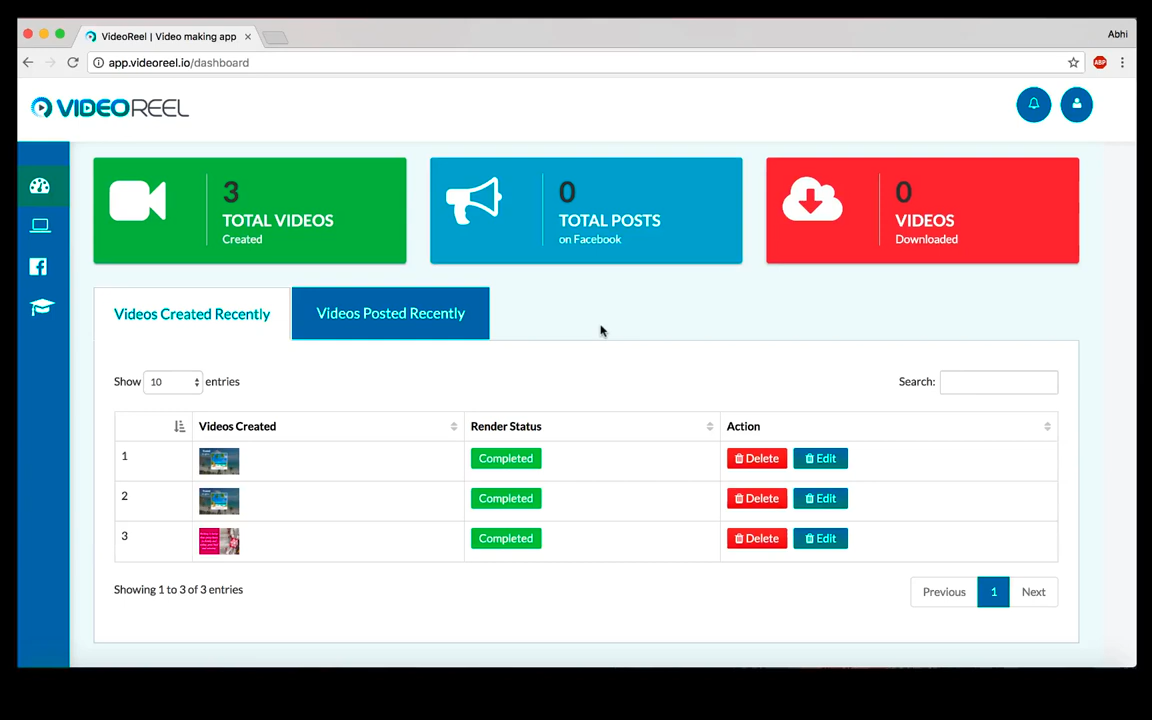 VideoReel | Video making app
Abhi
app.videoreel.io/dashboard
ABP
VIDEOREEL
3
TOTAL VIDEOS
Created
0
TOTAL POSTS
on Facebook
0
VIDEOS
Downloaded
Videos Created Recently
Videos Posted Recently
Show 10 entries
Search:
Videos Created
Render Status
Action
1
Completed
Delete
Edit
2
Completed
Delete
Edit
3
Completed
Delete
Edit
Showing 1 to 3 of 3 entries
Previous
1
Next